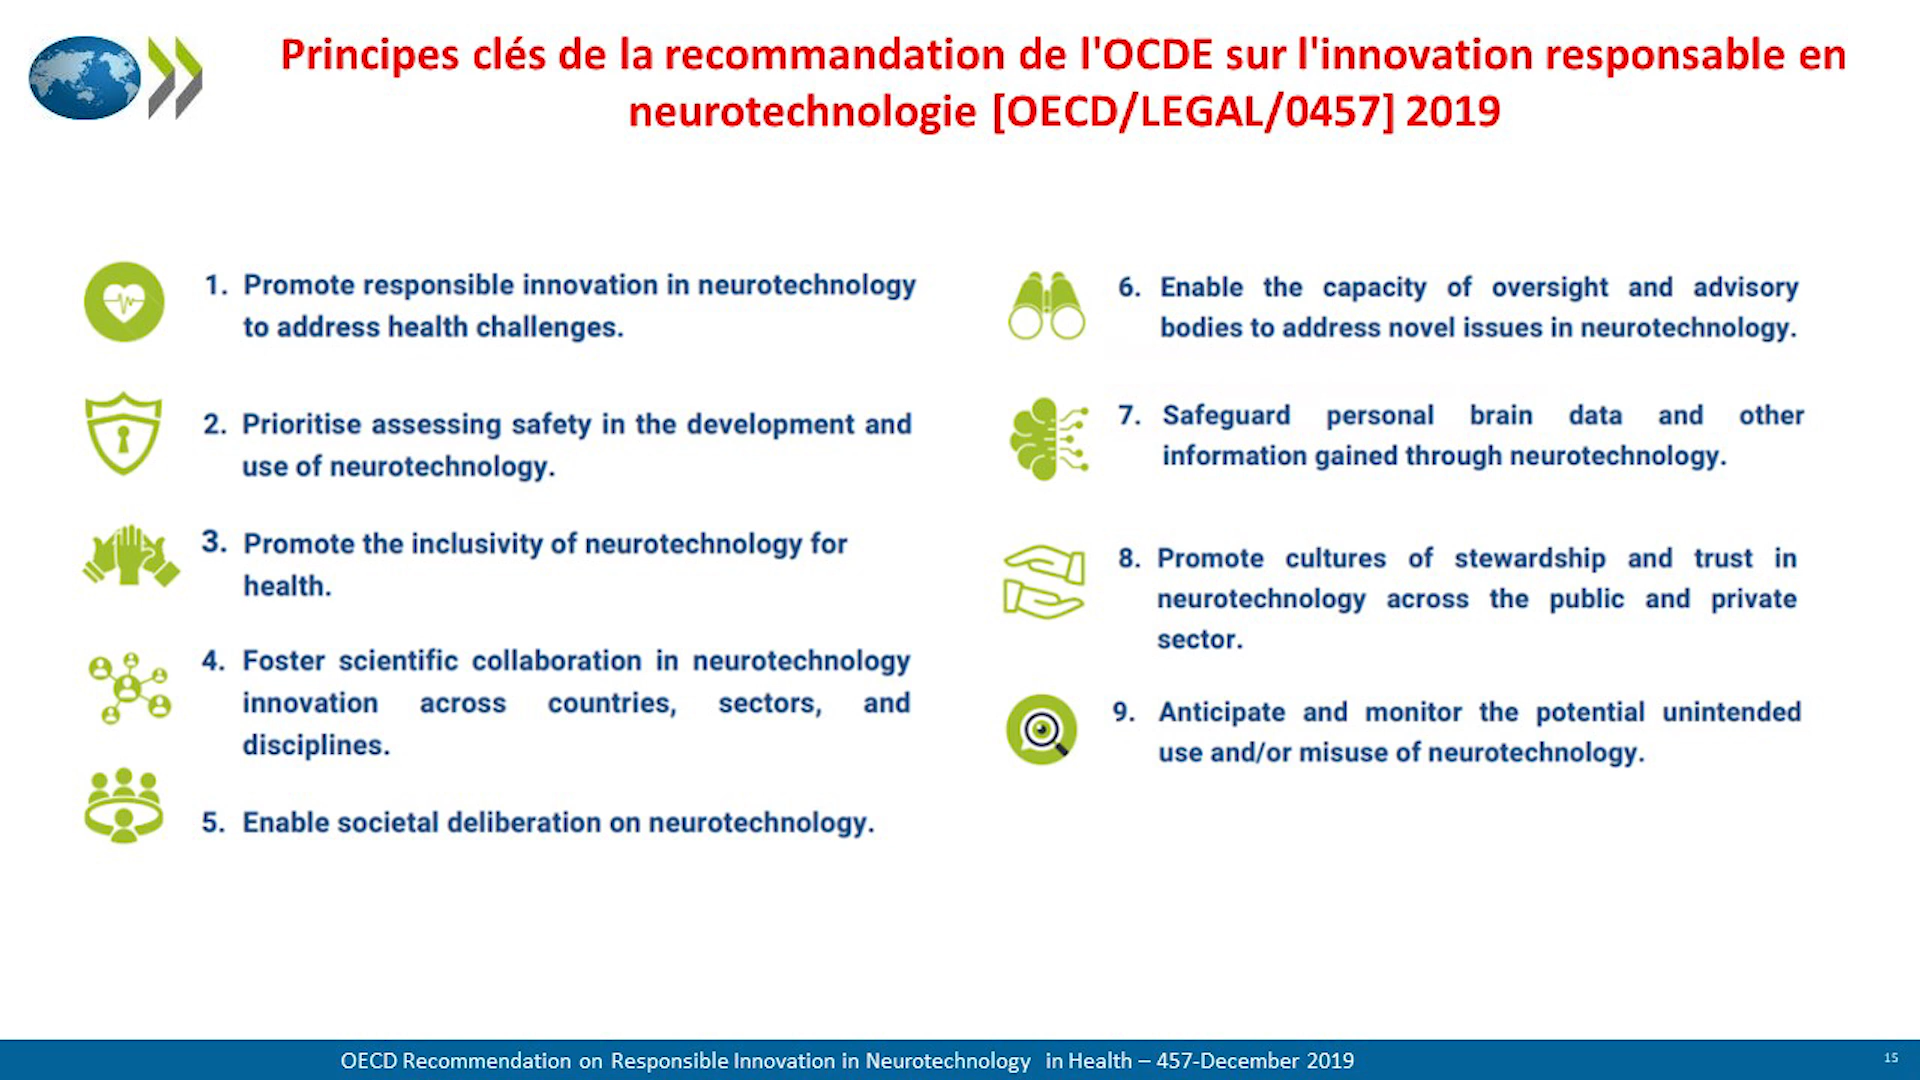 Principes clés de la recommandation de l'OCDE sur l'innovation responsable en
neurotechnologie [OECD/LEGAL/0457] 2019
1. Promote responsible innovation in neurotechnology
to address health challenges.
2. Prioritise assessing safety in the development and
use of neurotechnology.
3. Promote the inclusivity of neurotechnology for
health.
4. Foster scientific collaboration in neurotechnology
innovation across countries, sectors, and
disciplines.
5. Enable societal deliberation on neurotechnology.
6. Enable the capacity of oversight and advisory
bodies to address novel issues in neurotechnology.
7. Safeguard personal brain data and other
information gained through neurotechnology.
8. Promote cultures of stewardship and trust in
neurotechnology across the public and private
sector.
9. Anticipate and monitor the potential unintended
use and/or misuse of neurotechnology.
OECD Recommendation on Responsible Innovation in Neurotechnology in Health – 457-December 2019
15